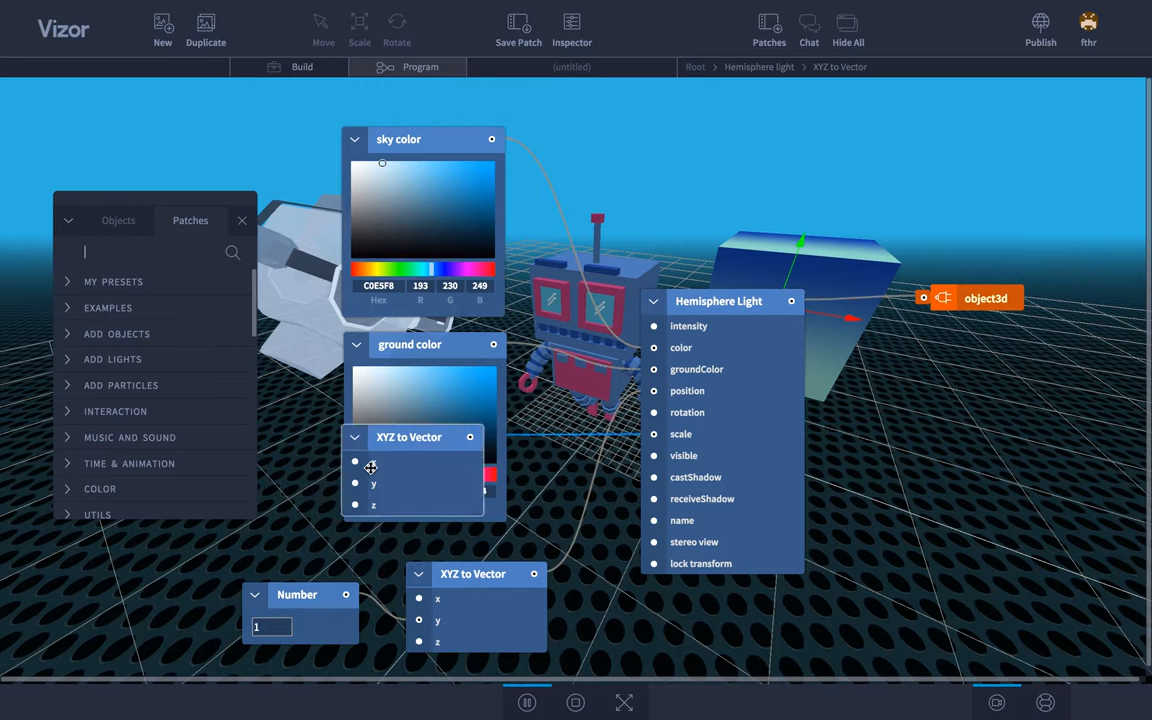 Vizor
New
Duplicate
Move
Scale
Rotate
Save Patch
Inspector
Patches
Chat
Hide All
Publish
fthr
Build
Program
(untitled)
Root > Hemisphere light > XYZ to Vector
Objects
Patches
MY PRESETS
EXAMPLES
ADD OBJECTS
ADD LIGHTS
ADD PARTICLES
INTERACTION
MUSIC AND SOUND
TIME & ANIMATION
COLOR
UTILS
sky color
C0E5F8 193 230 249
Hex R G B
ground color
XYZ to Vector
y
z
Number
1
XYZ to Vector
x
y
z
Hemisphere Light
intensity
color
groundColor
position
rotation
scale
visible
castShadow
receiveShadow
name
stereo view
lock transform
object3d